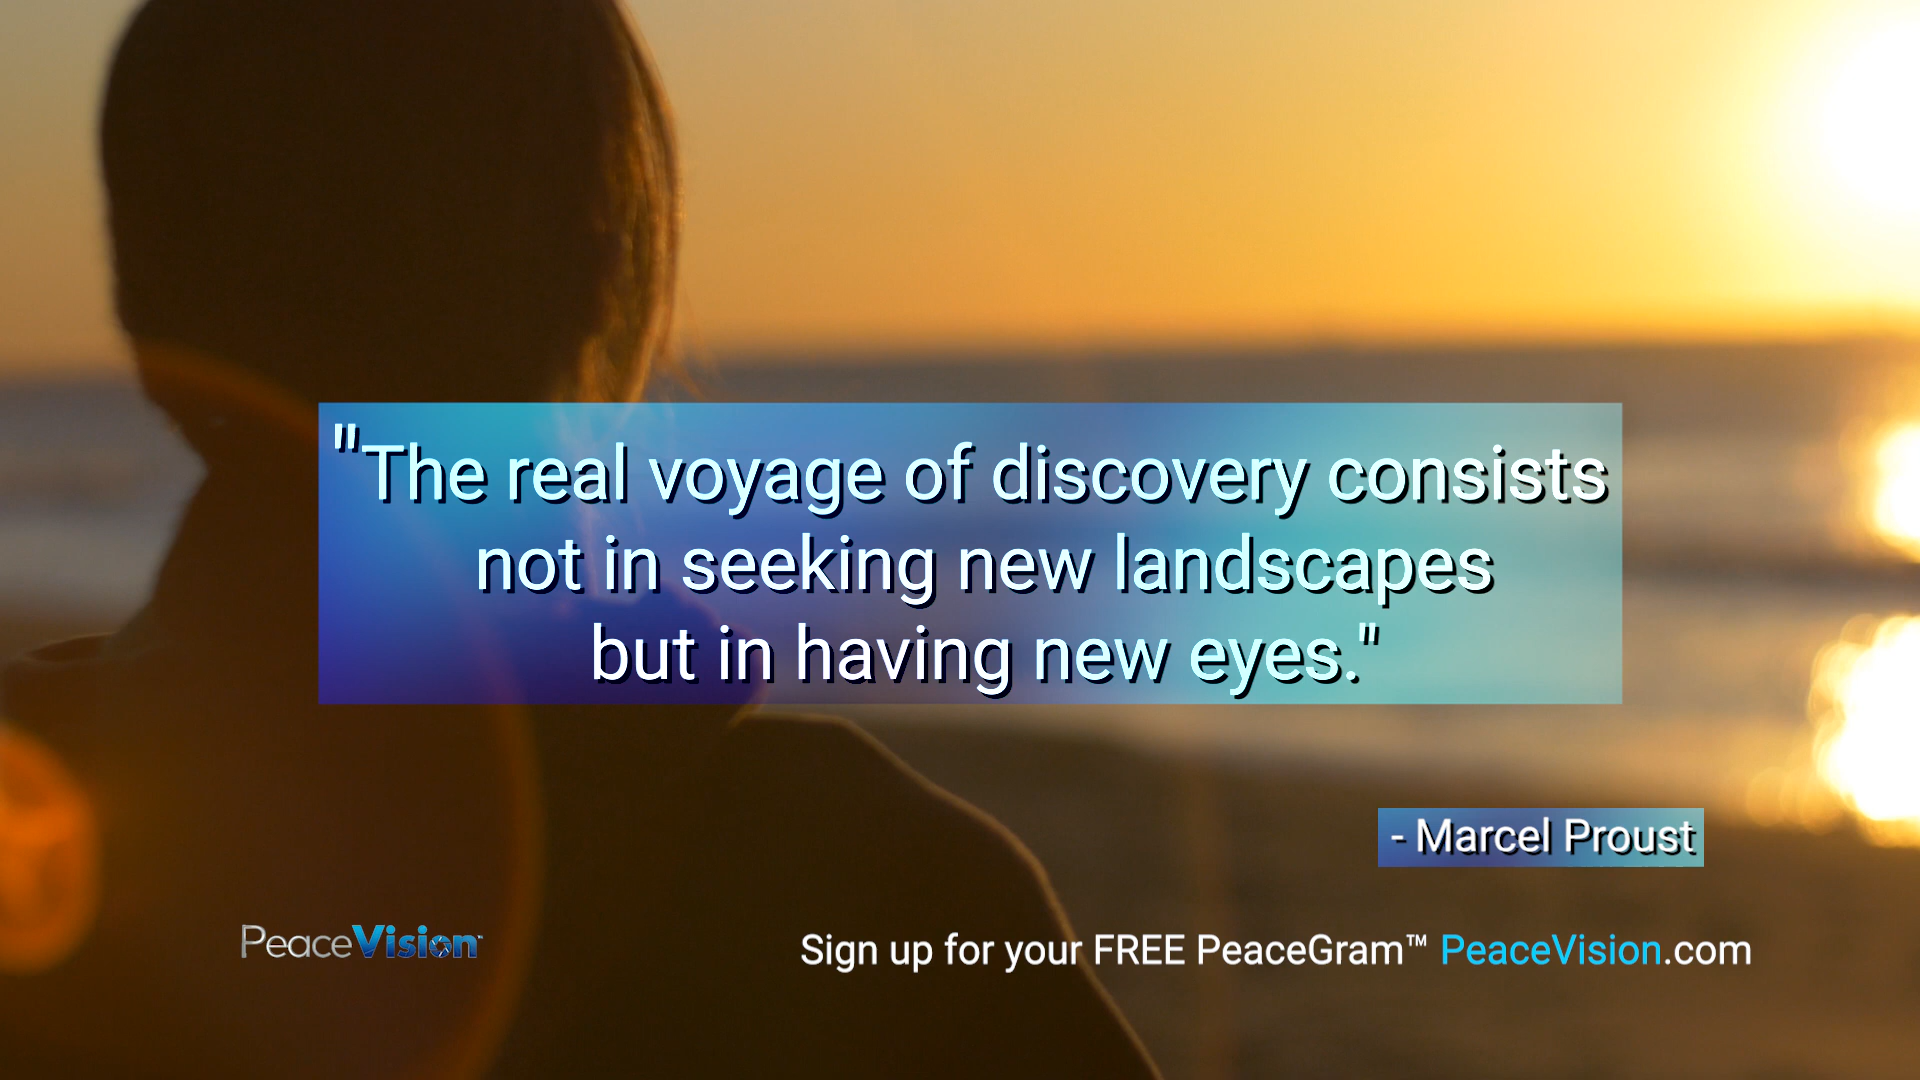 "The real voyage of discovery consists
not in seeking new landscapes
but in having new eyes."
- Marcel Proust
PeaceVision™
Sign up for your FREE PeaceGram™ PeaceVision.com